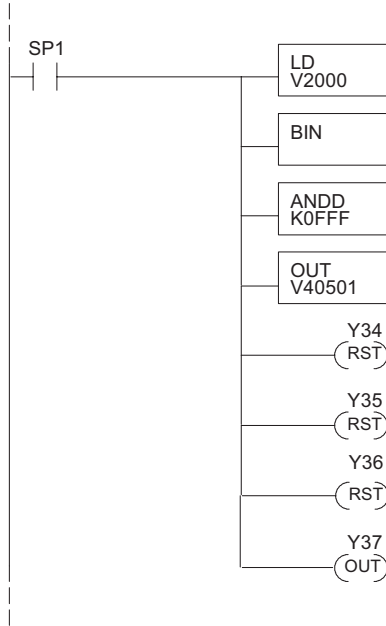 SP1
LD
V2000
BIN
ANDD
K0FFF
OUT
V40501
Y34
RST
Y35
RST
Y36
RST
Y37
OUT